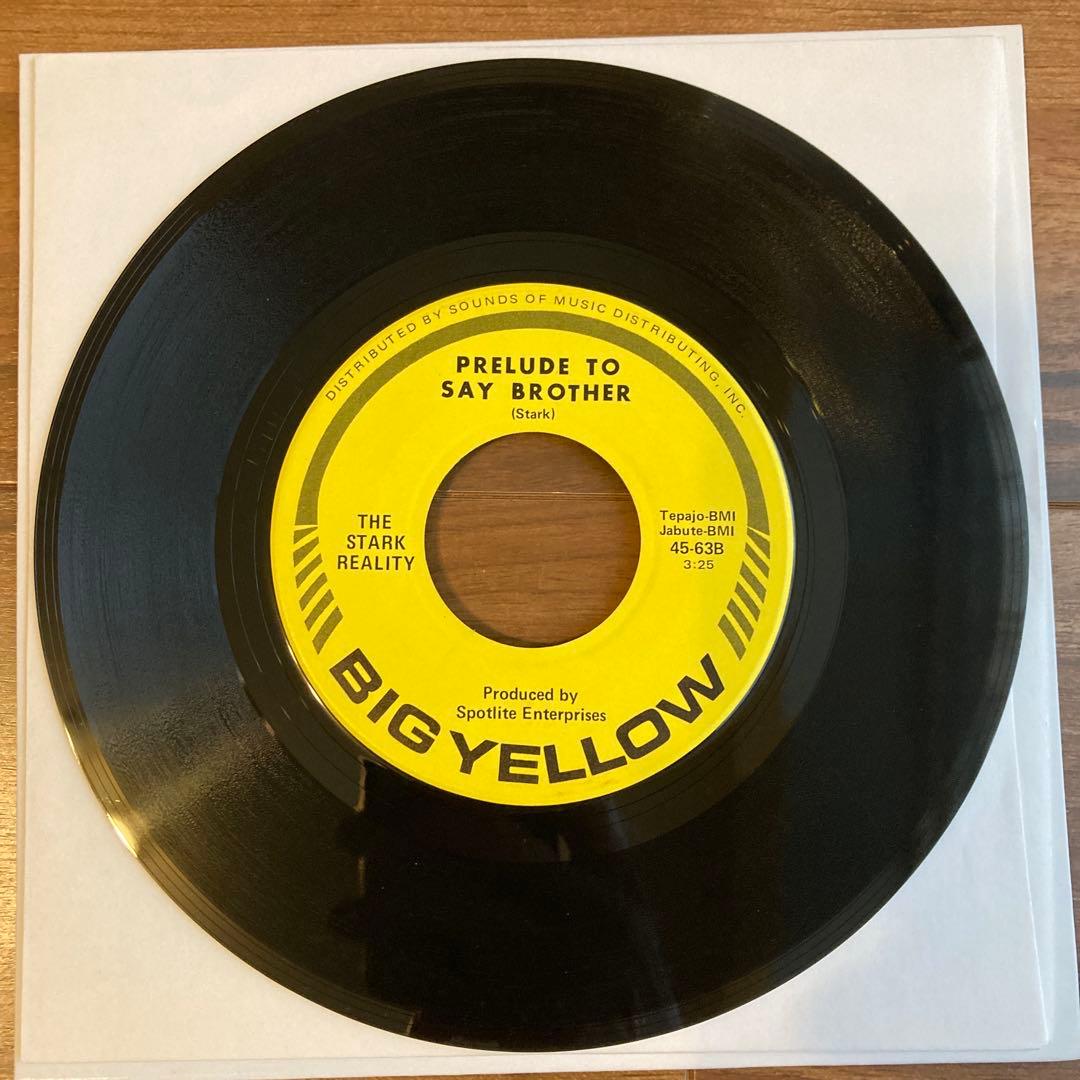 DISTRIBUTED BY SOUNDS OF MUSIC DISTRIBUTING, INC.
PRELUDE TO
SAY BROTHER
(Stark)
THE
STARK
REALITY
Tepajo-BMI
Jabute-BMI
45-63B
3:25
Produced by
Spotlite Enterprises
BIG YELLOW